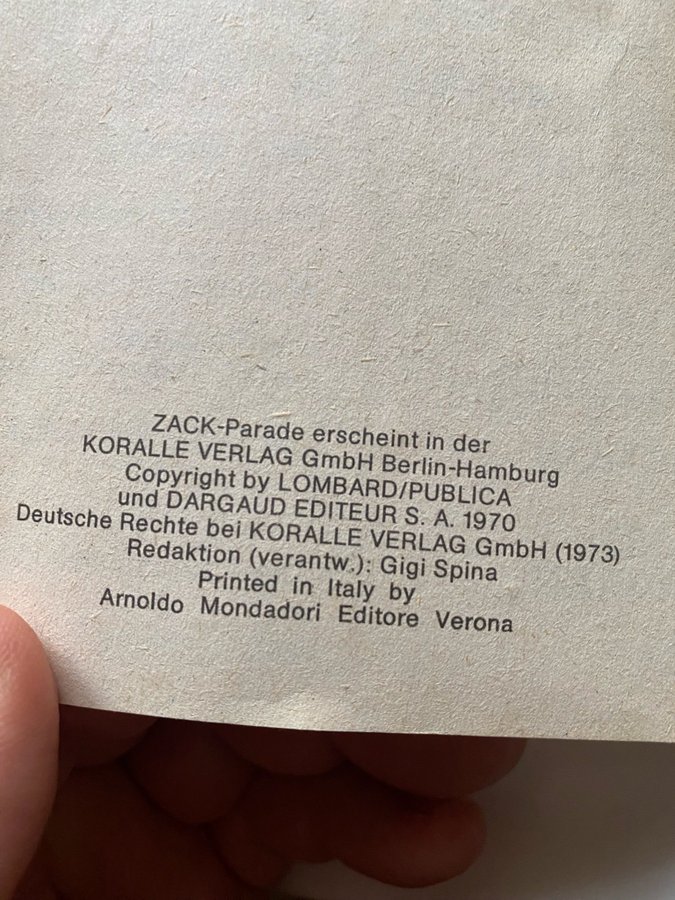 ZACK-Parade erscheint in der
KORALLE VERLAG GmbH Berlin-Hamburg
Copyright by LOMBARD/PUBLICA
und DARGAUD EDITEUR S. A. 1970
Deutsche Rechte bei KORALLE VERLAG GmbH (1973)
Redaktion (verantw.): Gigi Spina
Printed in Italy by
Arnoldo Mondadori Editore Verona